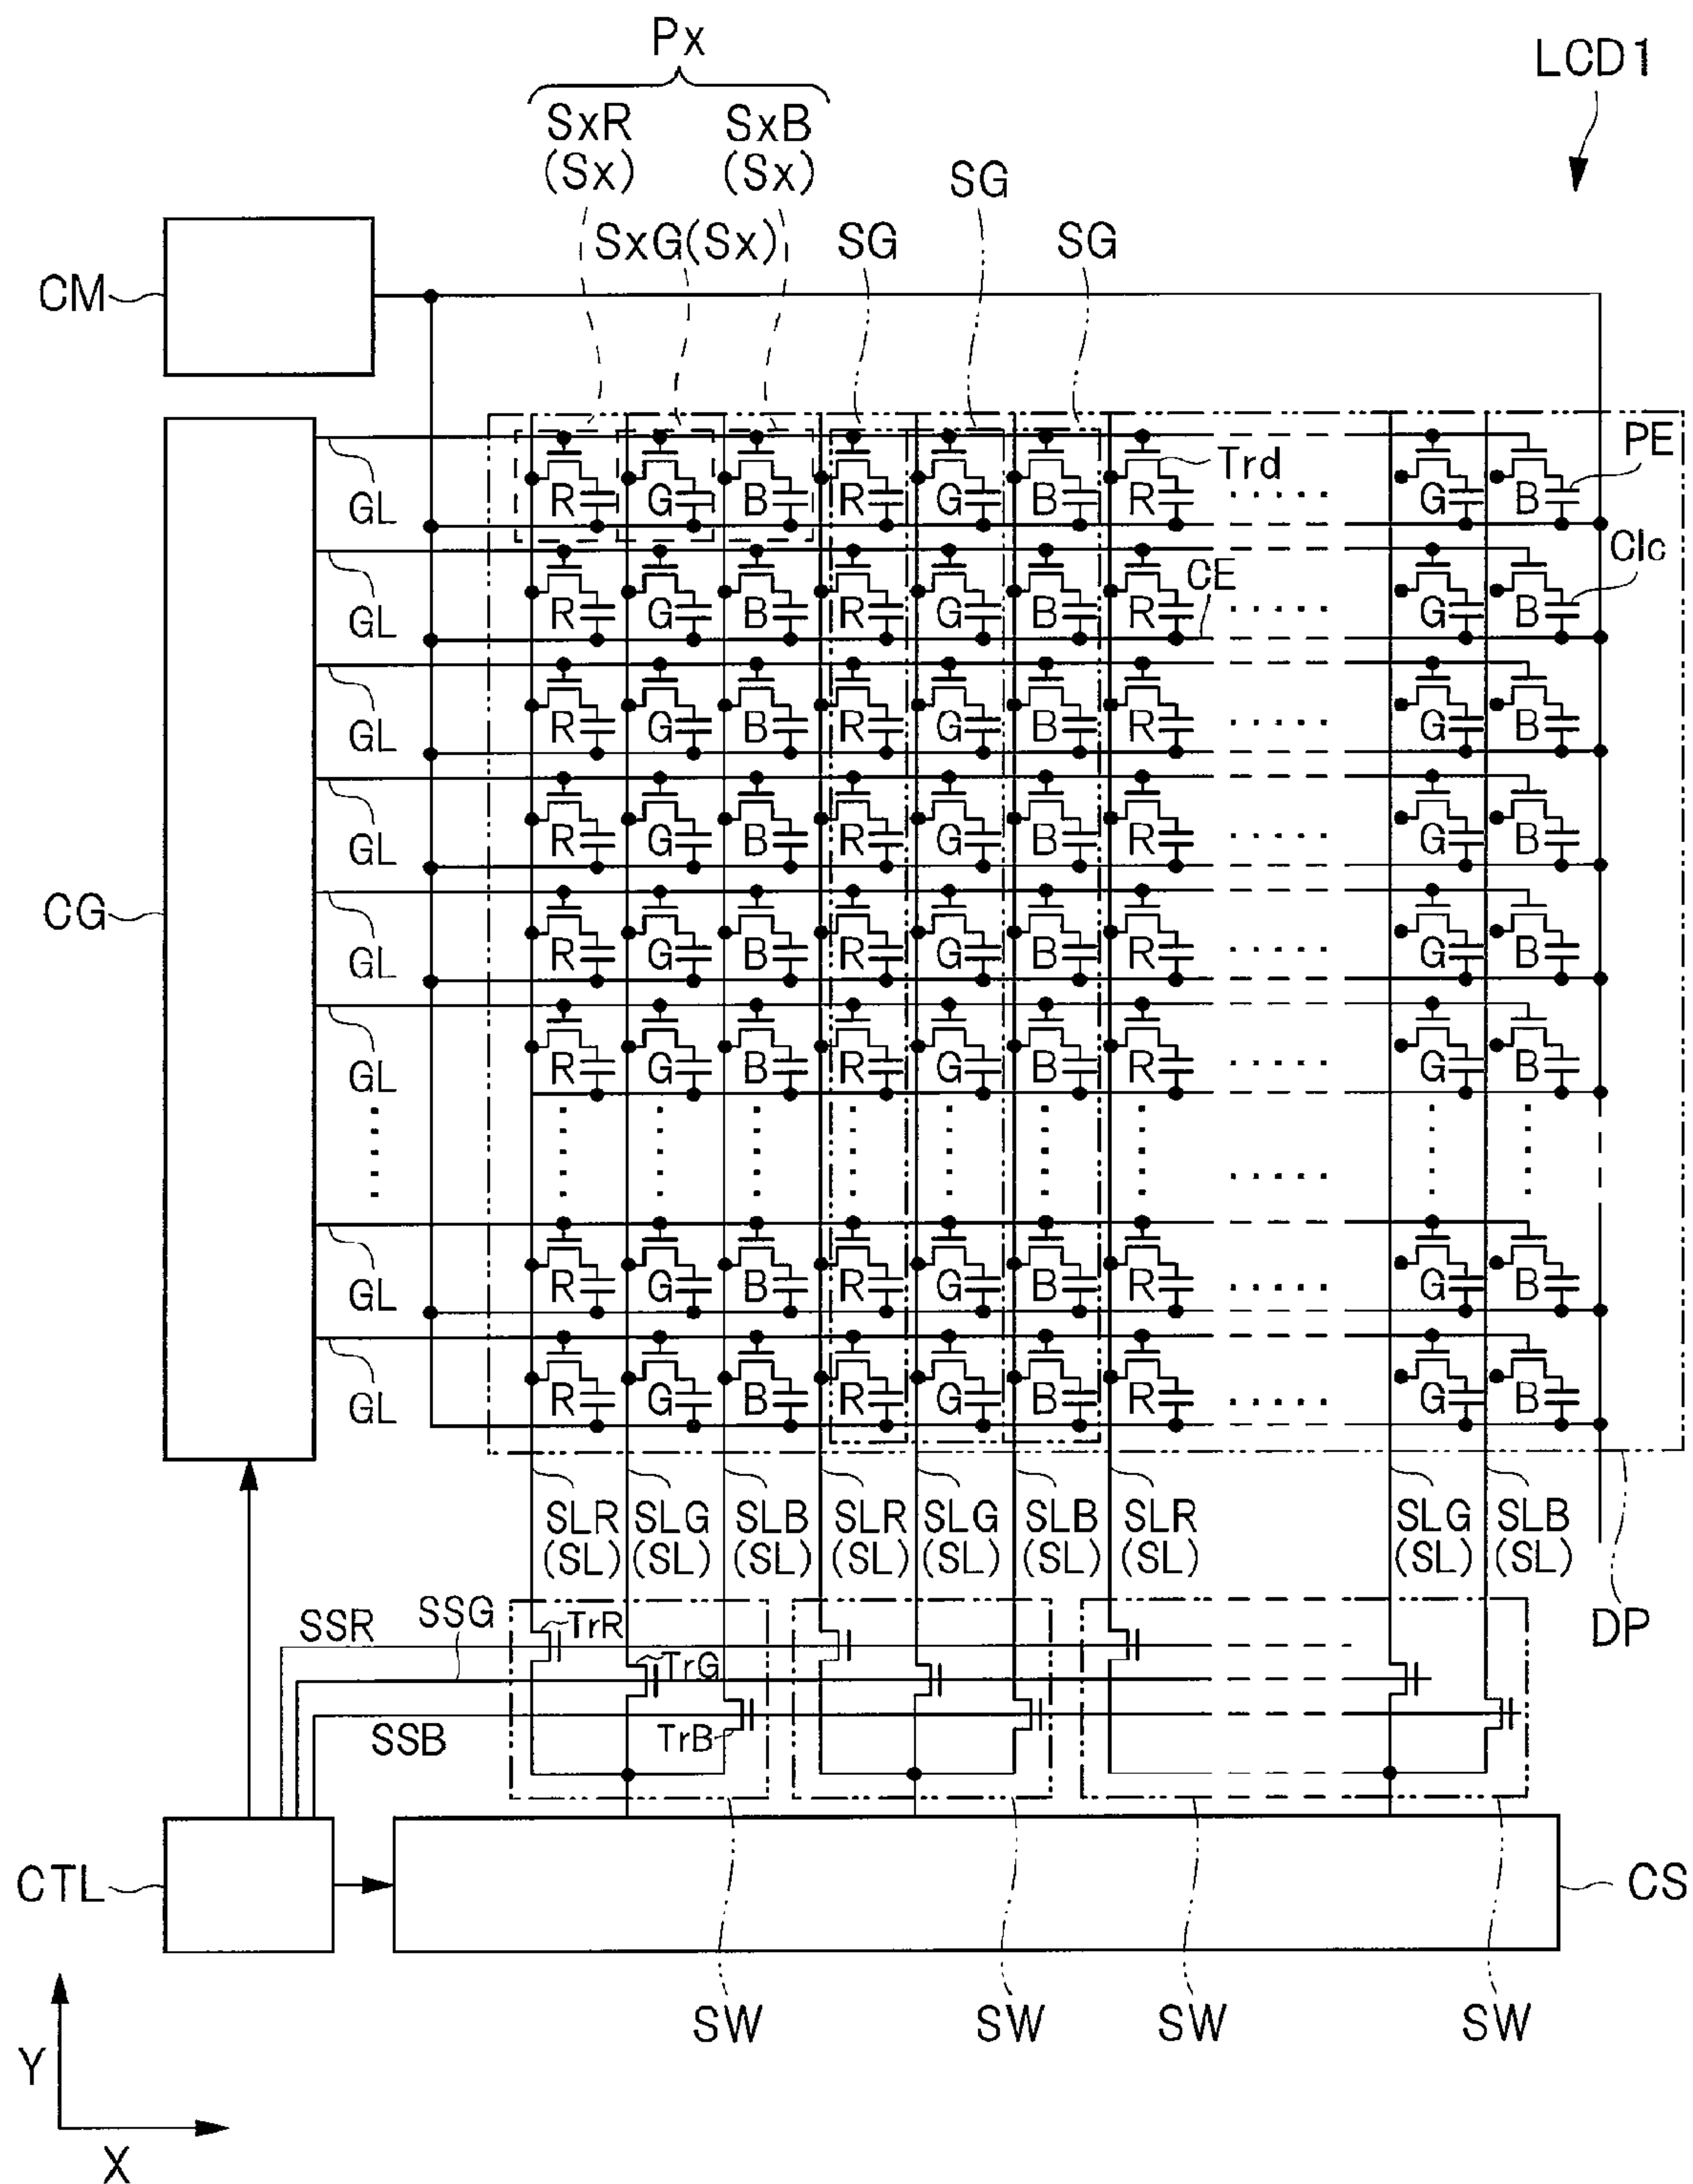 Px
LCD1
SxR SxB
(Sx) (Sx)
SG
SxG(Sx) SG SG
CM
PE
Trd
R G B R G B R ..... G B
GL
Clc
CE
R G B R G B R ..... G B
GL
R G B R G B R ..... G B
GL
R G B R G B R ..... G B
GL
CG
R G B R G B R ..... G B
GL
R G B R G B R ..... G B
GL
.....
R G B R G B R ..... G B
GL
R G B R G B R ..... G B
GL
SLR SLG SLB SLR SLG SLB SLR SLG SLB
(SL) (SL) (SL) (SL) (SL) (SL) (SL) (SL) (SL)
SSR SSG TrR DP
TrG
SSB TrB
SW SW SW SW
CTL CS
Y
X